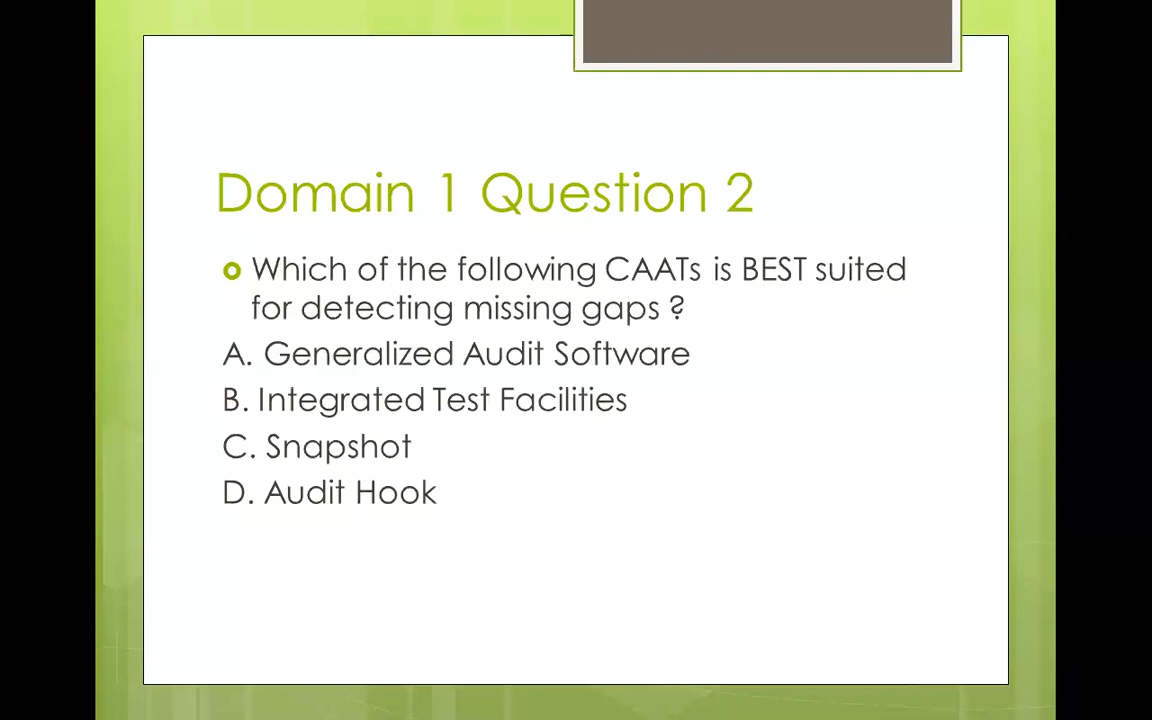 Domain 1 Question 2
Which of the following CAATs is BEST suited
for detecting missing gaps ?
A. Generalized Audit Software
B. Integrated Test Facilities
C. Snapshot
D. Audit Hook